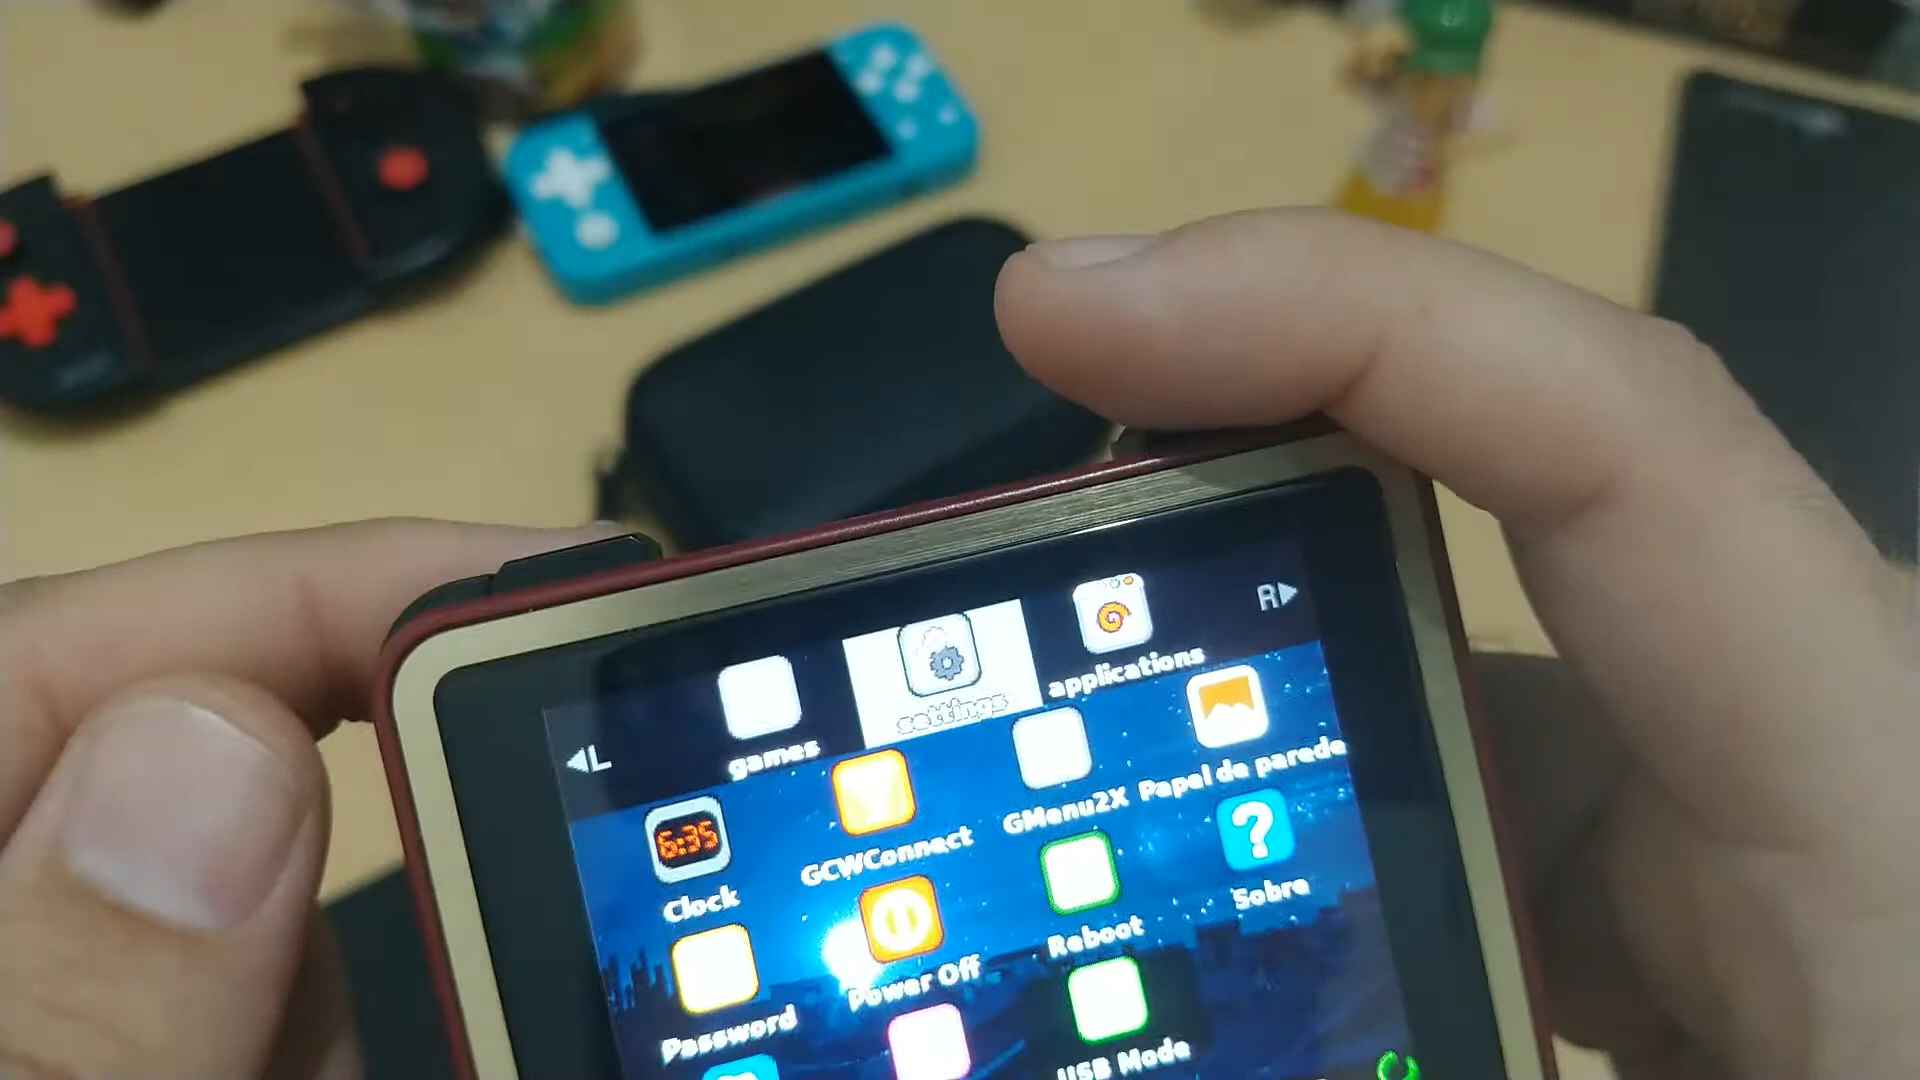 ◀L
games
settings
applications
R▶
6:35
Clock
GCWConnect
GMenu2X
Papel de parede
Password
Power Off
Reboot
Sobre
USB Mode